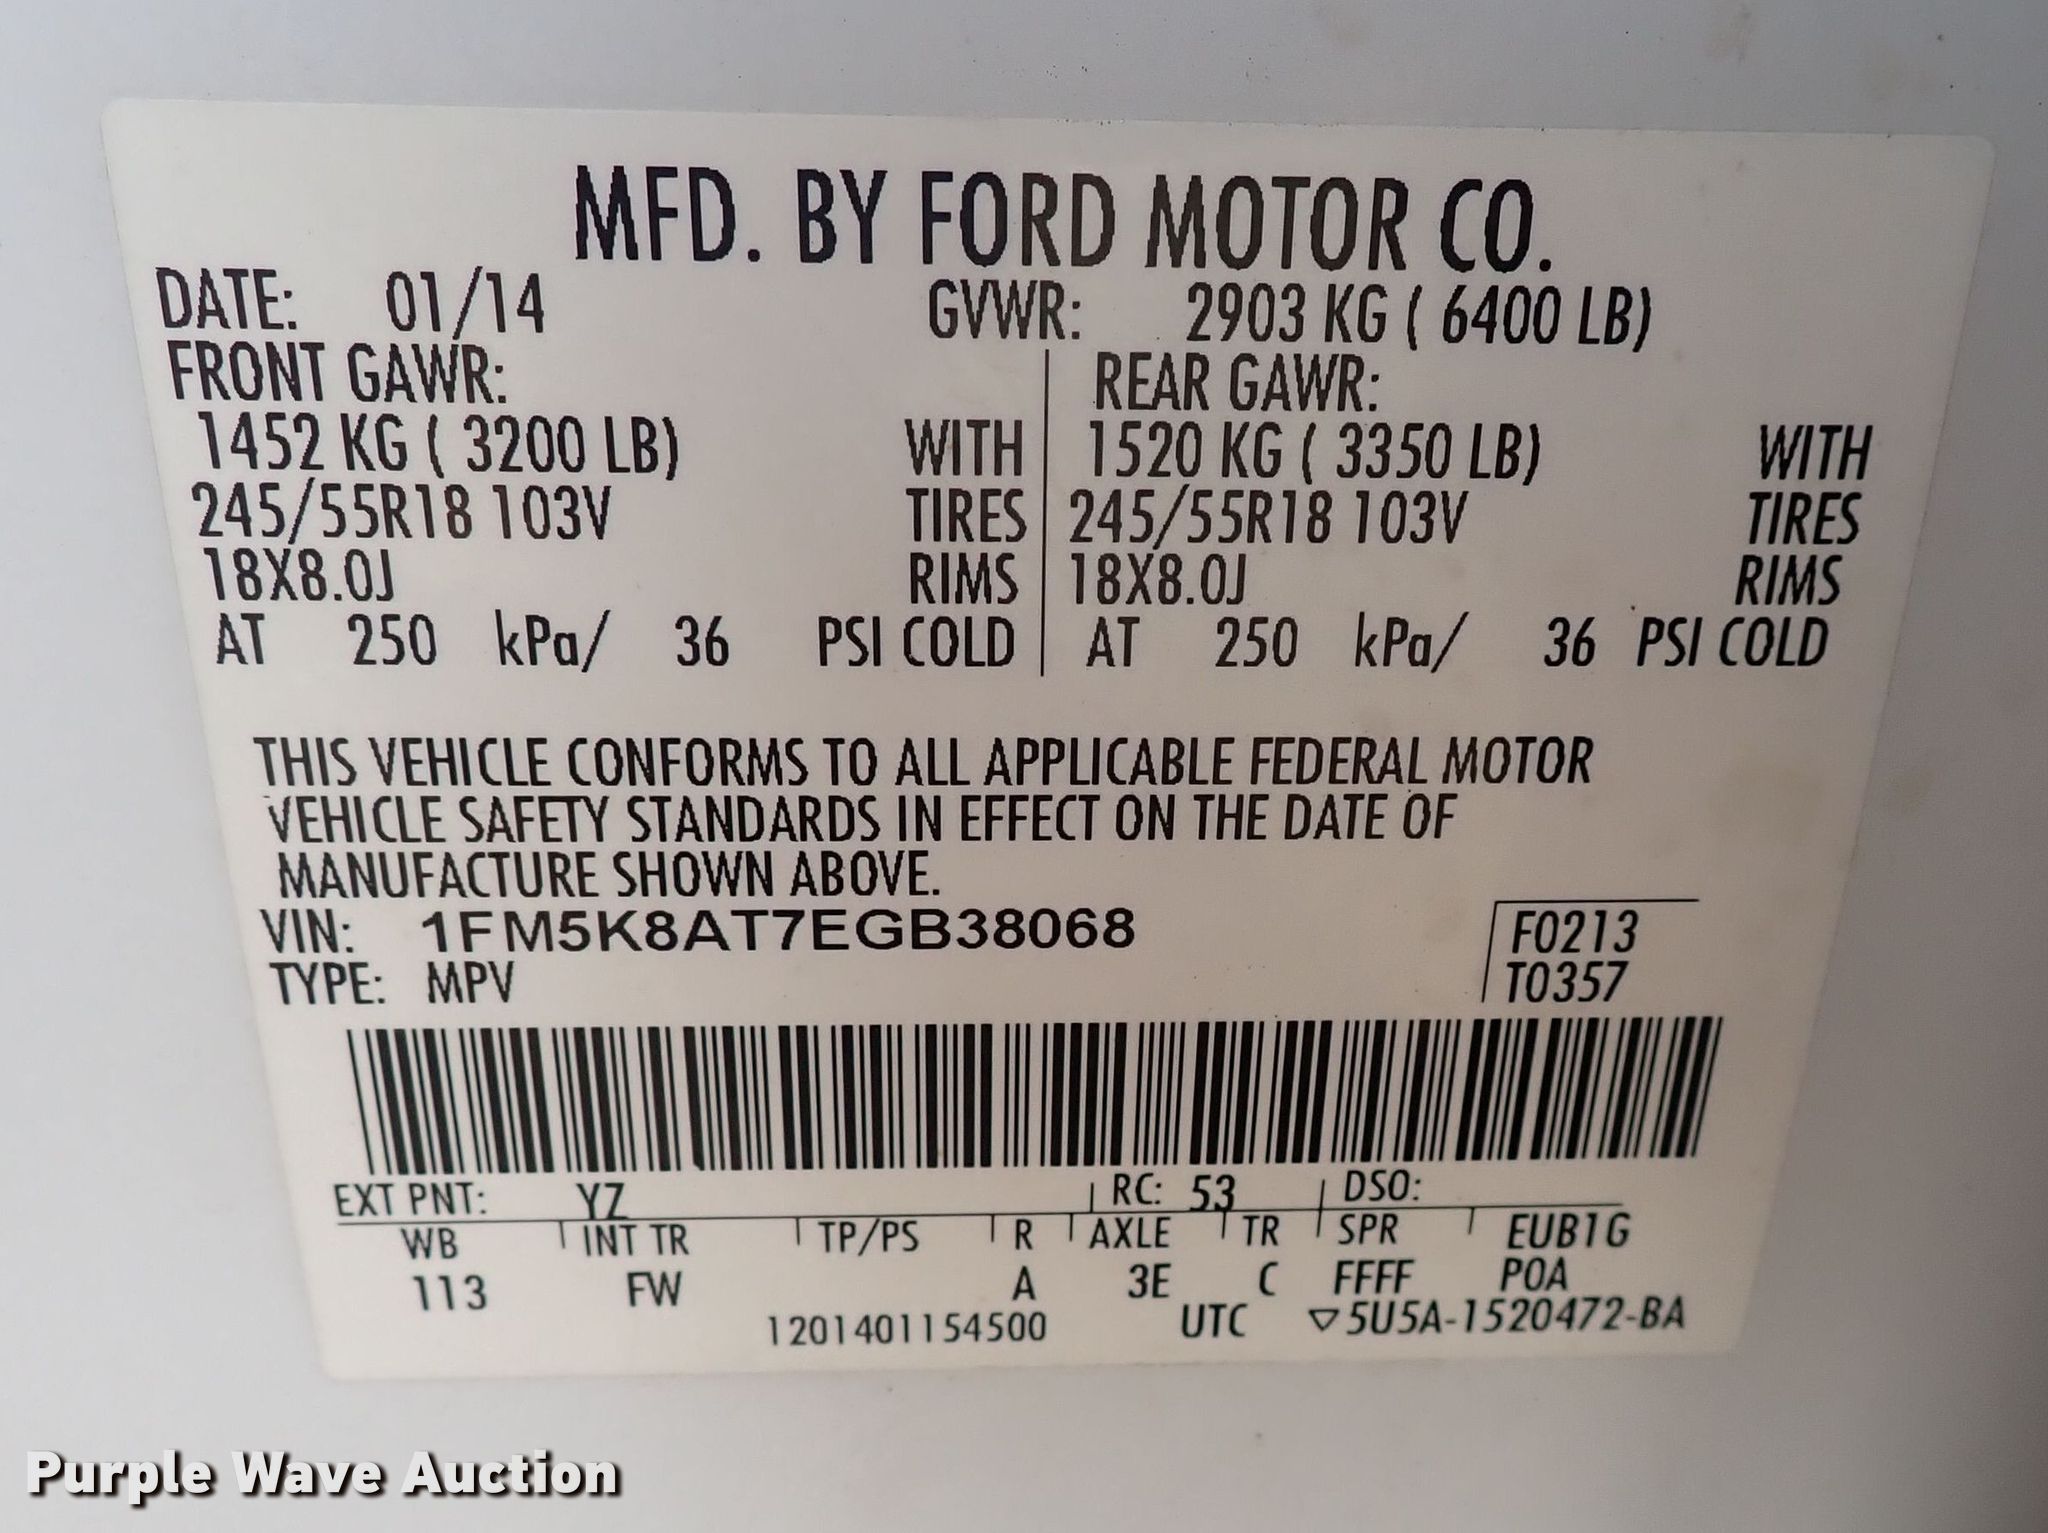 MFD. BY FORD MOTOR CO.
DATE: 01/14 GVWR: 2903 KG ( 6400 LB)
FRONT GAWR: REAR GAWR:
1452 KG ( 3200 LB) WITH 1520 KG ( 3350 LB) WITH
245/55R18 103V TIRES 245/55R18 103V TIRES
18X8.0J RIMS 18X8.0J RIMS
AT 250 kPa/ 36 PSI COLD AT 250 kPa/ 36 PSI COLD
THIS VEHICLE CONFORMS TO ALL APPLICABLE FEDERAL MOTOR
VEHICLE SAFETY STANDARDS IN EFFECT ON THE DATE OF
MANUFACTURE SHOWN ABOVE.
VIN: 1FM5K8AT7EGB38068 F0213
TYPE: MPV T0357
EXT PNT: YZ RC: 53 DSO:
WB INT TR TP/PS R AXLE TR SPR EUB1G
113 FW A 3E C FFFF POA
1201401154500 UTC ▽5U5A-1520472-BA
Purple Wave Auction